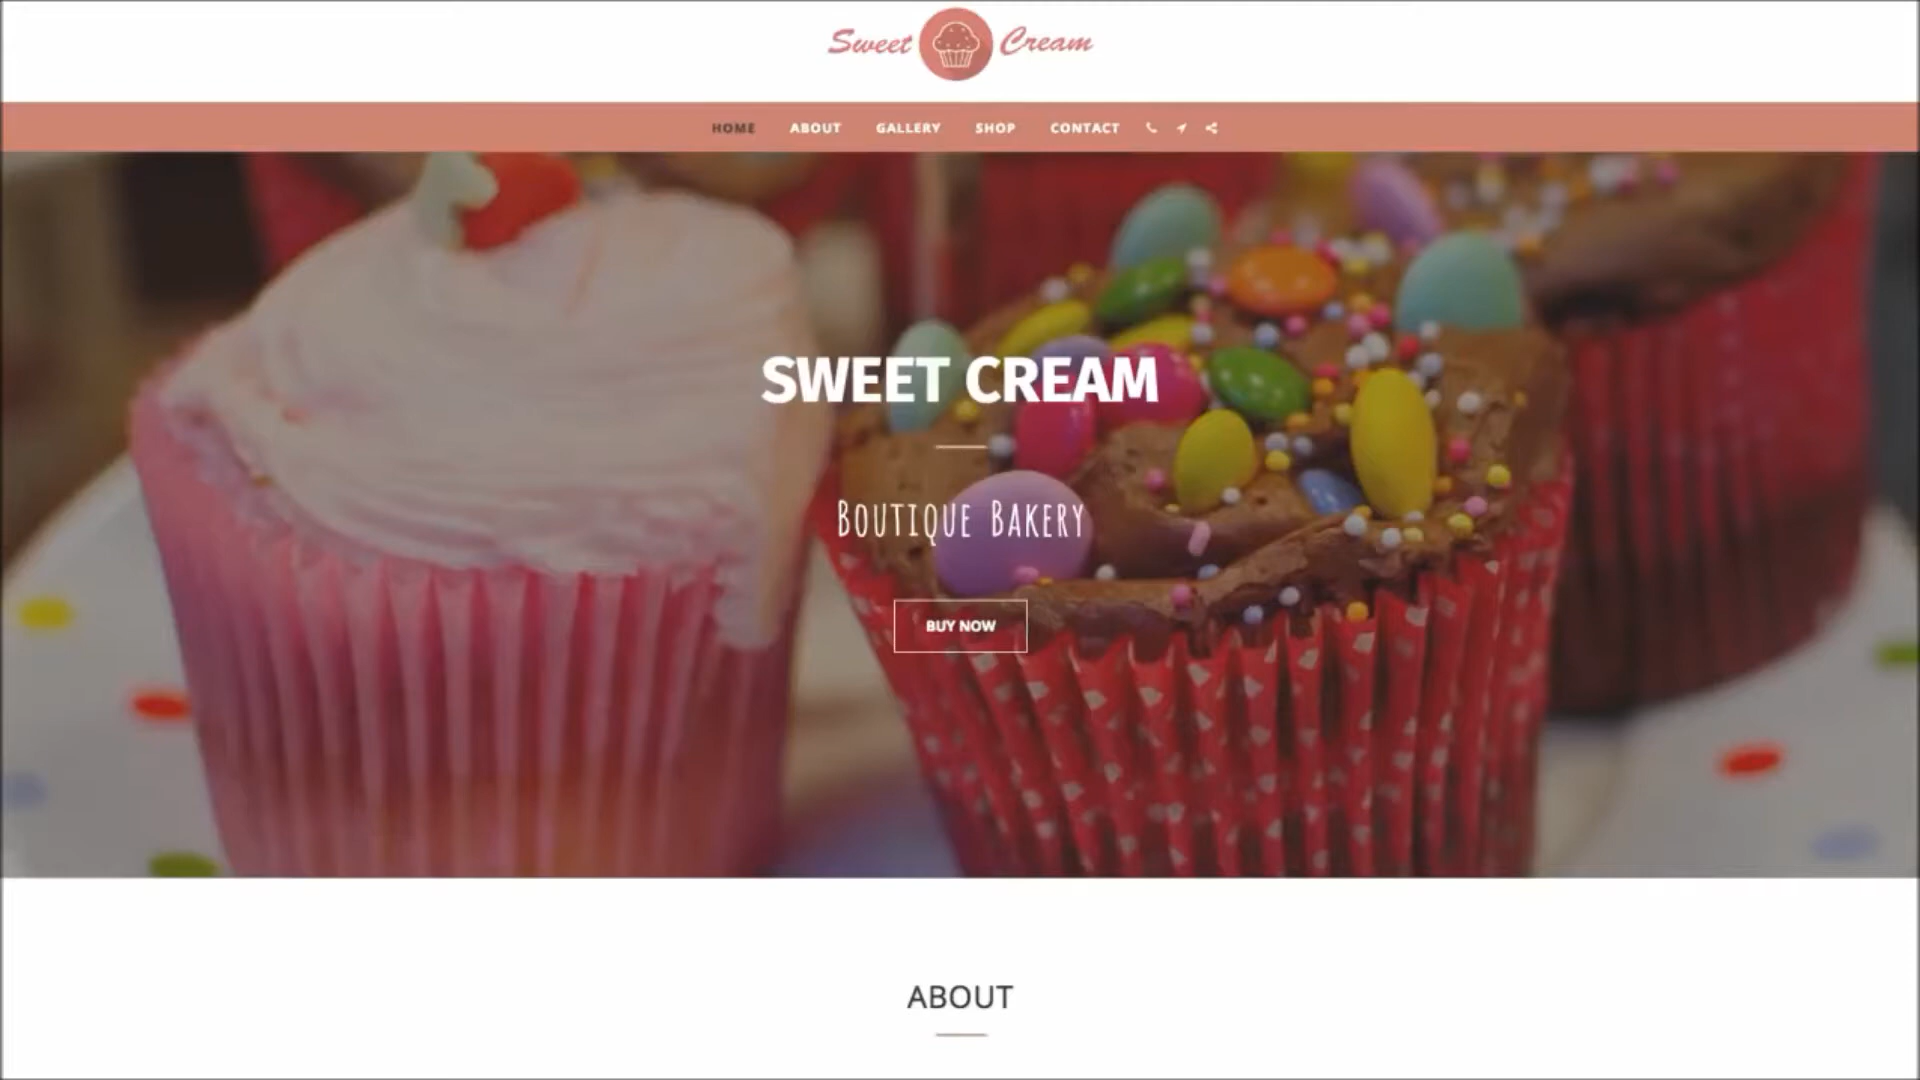 Sweet Cream
HOME ABOUT GALLERY SHOP CONTACT
SWEET CREAM
Boutique Bakery
BUY NOW
ABOUT